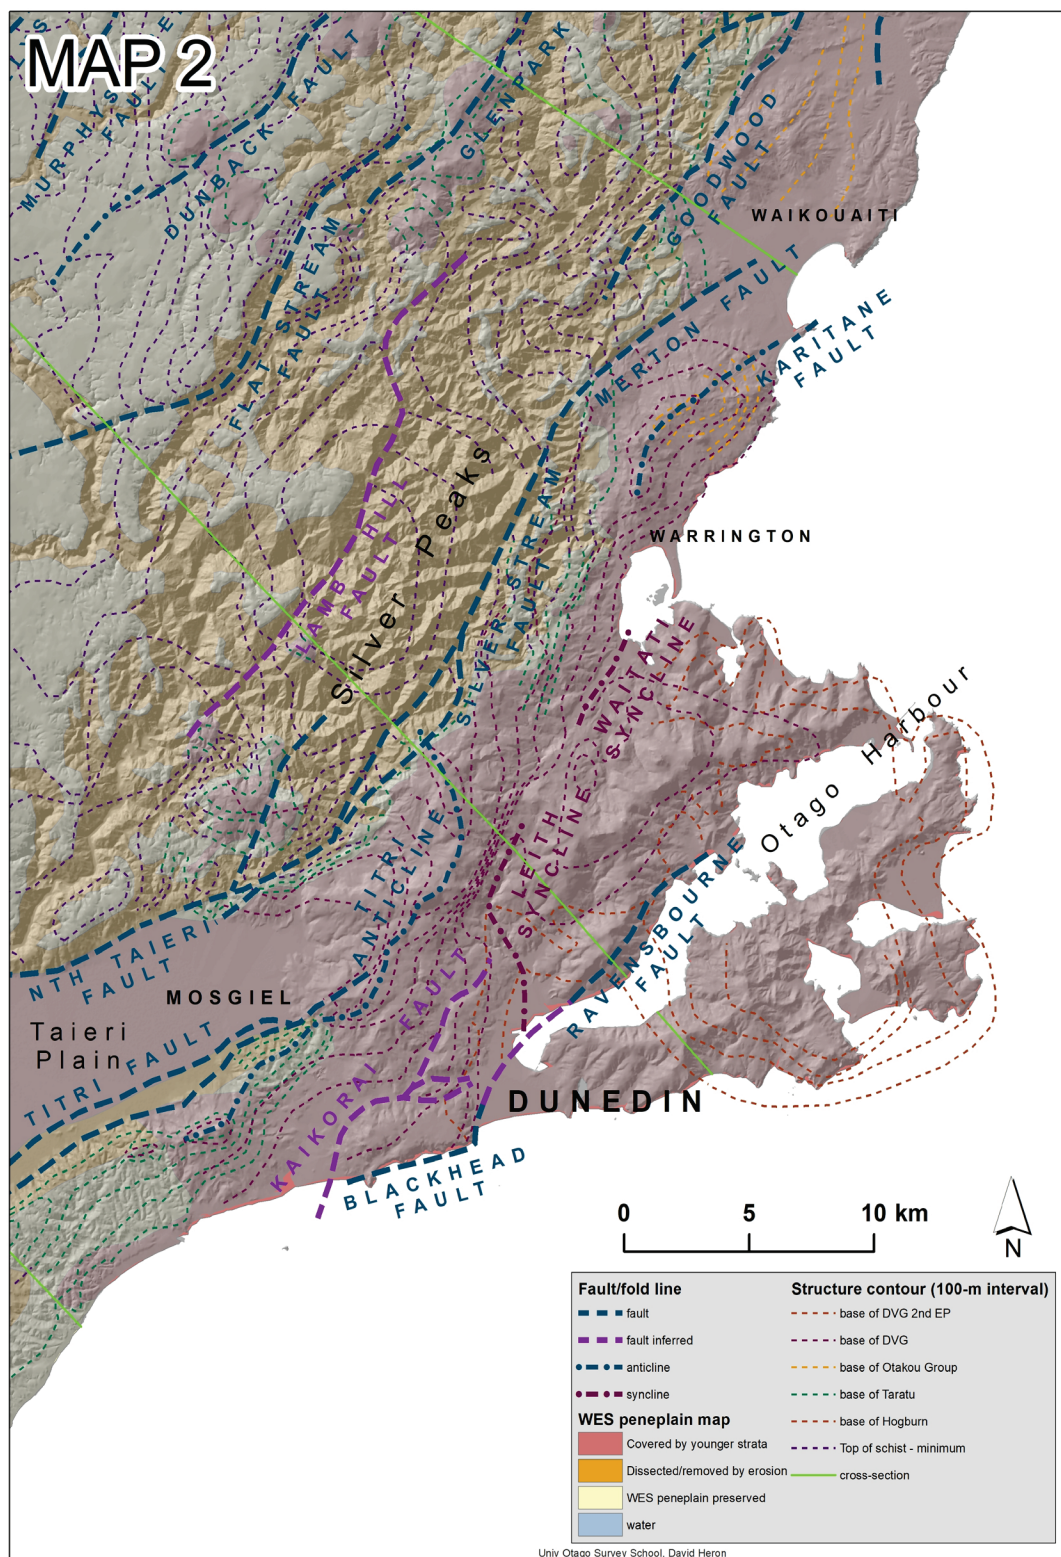 MAP 2
MURPHYS
FAULT
DUNBACK FAULT
GLENPARK
GOODWOOD
FAULT
WAIKOUAITI
FLAT STREAM
FAULT
MERTON FAULT
KARITANE
FAULT
LAMB HILL
FAULT
Silver Peaks
SILVER STREAM
FAULT
WARRINGTON
WAITATI
SYNCLINE
Otago Harbour
LEITH
SYNCLINE
TITRI
ANTICLINE
NTH TAIERI
FAULT
MOSGIEL
Taieri
Plain
TITRI FAULT
KAIKORAI FAULT
RAVENSBOURNE
FAULT
DUNEDIN
BLACKHEAD
FAULT
0 5 10 km
N
Fault/fold line
fault
fault inferred
anticline
syncline
WES peneplain map
Covered by younger strata
Dissected/removed by erosion
WES peneplain preserved
water
Structure contour (100-m interval)
base of DVG 2nd EP
base of DVG
base of Otakou Group
base of Taratu
base of Hogburn
Top of schist - minimum
cross-section
Univ Otago Survey School, David Heron